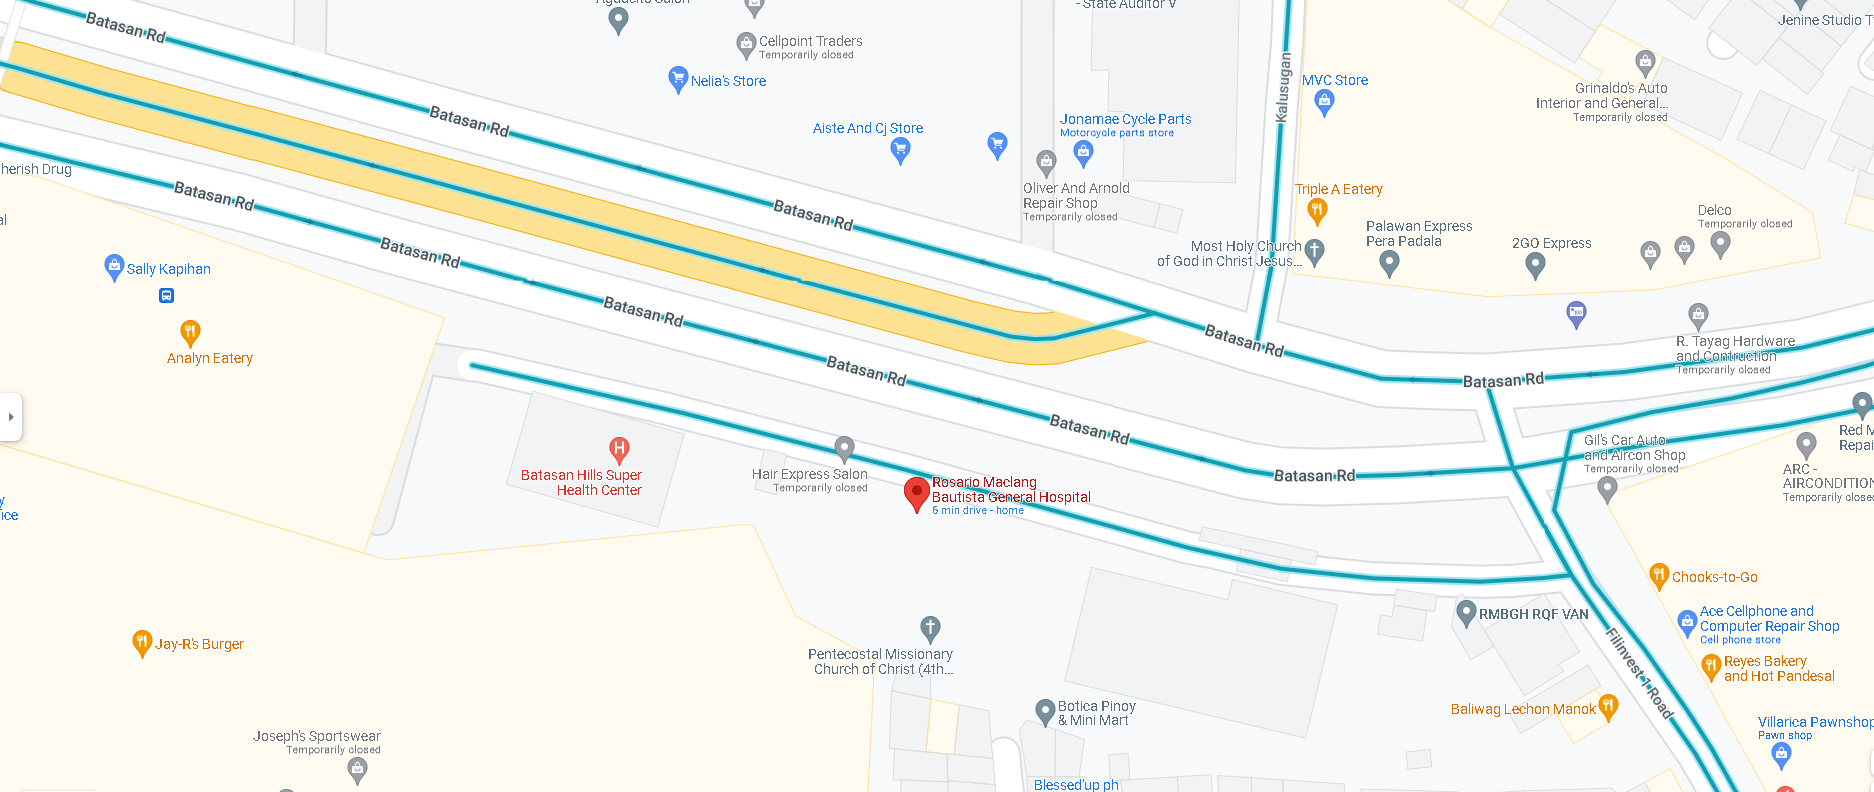 Batasan Rd
- State Auditor V
Jenine Studio
Cellpoint Traders
Temporarily closed
Nelia's Store
Batasan Rd
Kalusugan
MVC Store
Grinaldo's Auto
Interior and General...
Temporarily closed
Aiste And Cj Store
Jonamae Cycle Parts
Motorcycle parts store
herish Drug
Batasan Rd
Oliver And Arnold
Repair Shop
Temporarily closed
Triple A Eatery
Batasan Rd
Delco
Temporarily closed
Palawan Express
Pera Padala
2GO Express
Most Holy Church
of God in Christ Jesus...
al
Batasan Rd
Sally Kapihan
Batasan Rd
Batasan Rd
R. Tayag Hardware
and Contruction
Temporarily closed
Analyn Eatery
Batasan Rd
Batasan Rd
Batasan Rd
Gil's Car Auto
and Aircon Shop
Temporarily closed
Red M
Repai
ARC -
AIRCONDITION
Temporarily close
Batasan Rd
H
Batasan Hills Super
Health Center
Hair Express Salon
Temporarily closed
Rosario Maclang
Bautista General Hospital
6 min drive - home
y
ice
Chooks-to-Go
Ace Cellphone and
Computer Repair Shop
Cell phone store
RMBGH RQF VAN
Filinvest 1 Road
Jay-R's Burger
Pentecostal Missionary
Church of Christ (4th...
Reyes Bakery
and Hot Pandesal
Botica Pinoy
& Mini Mart
Baliwag Lechon Manok
Villarica Pawnshop
Pawn shop
Joseph's Sportswear
Temporarily closed
Blessed'up ph